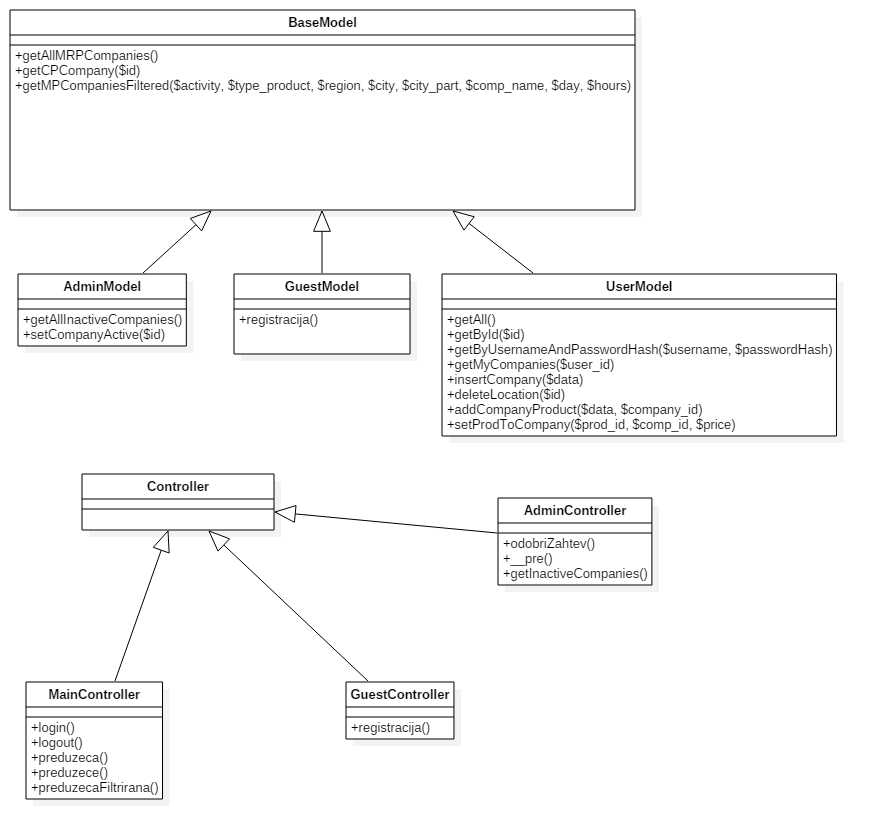 BaseModel
+getAllMRPCompanies()
+getCPCompany($id)
+getMPCompaniesFiltered($activity, $type_product, $region, $city, $city_part, $comp_name, $day, $hours)
AdminModel
+getAllInactiveCompanies()
+setCompanyActive($id)
GuestModel
+registracija()
UserModel
+getAll()
+getById($id)
+getByUsernameAndPasswordHash($username, $passwordHash)
+getMyCompanies($user_id)
+insertCompany($data)
+deleteLocation($id)
+addCompanyProduct($data, $company_id)
+setProdToCompany($prod_id, $comp_id, $price)
Controller
AdminController
+odobriZahtev()
+__pre()
+getInactiveCompanies()
MainController
+login()
+logout()
+preduzeca()
+preduzece()
+preduzecaFiltrirana()
GuestController
+registracija()